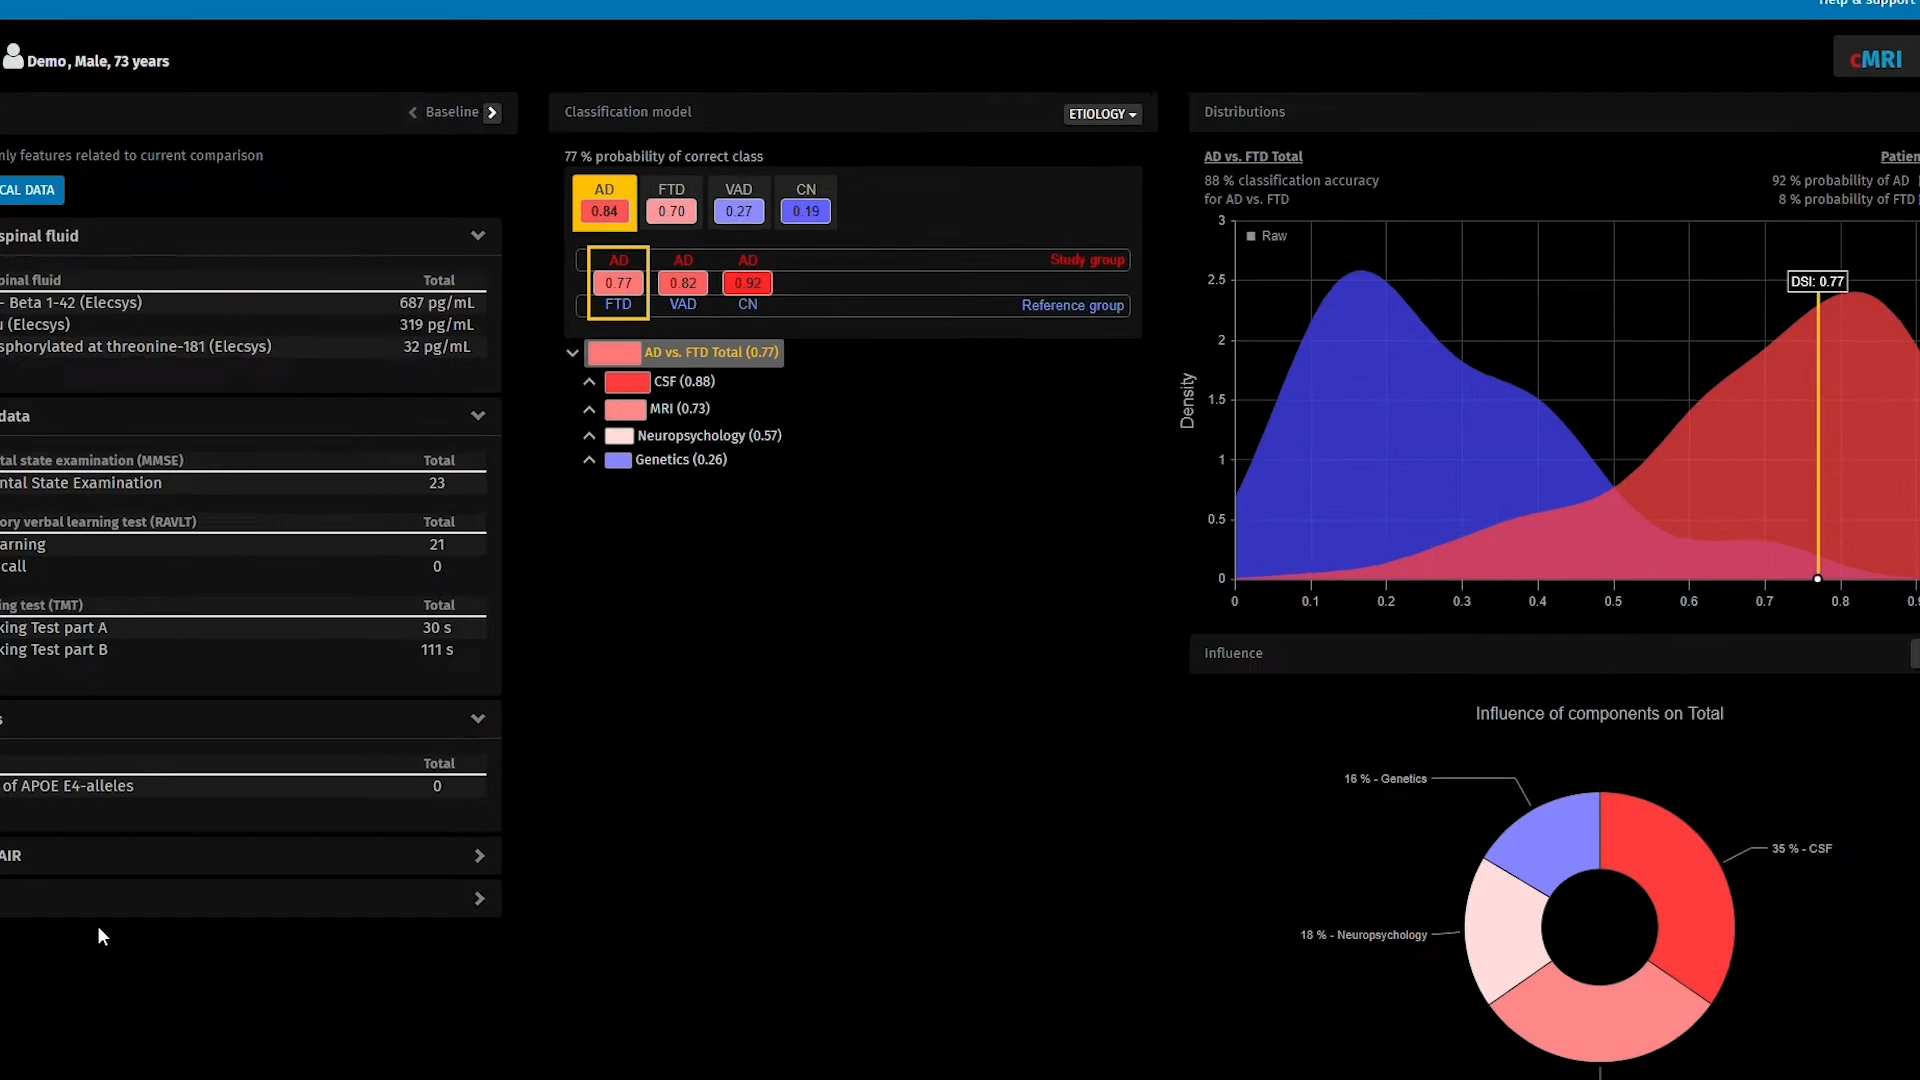 Help & support
Demo, Male, 73 years
cMRI
Baseline
nly features related to current comparison
CAL DATA
spinal fluid
pinal fluid Total
- Beta 1-42 (Elecsys) 687 pg/mL
u (Elecsys) 319 pg/mL
sphorylated at threonine-181 (Elecsys) 32 pg/mL
data
tal state examination (MMSE) Total
ntal State Examination 23
ory verbal learning test (RAVLT) Total
arning 21
call 0
ing test (TMT) Total
king Test part A 30 s
king Test part B 111 s
s
Total
of APOE E4-alleles 0
AIR
Classification model ETIOLOGY
77 % probability of correct class
AD FTD VAD CN
0.84 0.70 0.27 0.19
AD AD AD Study group
0.77 0.82 0.92
FTD VAD CN Reference group
AD vs. FTD Total (0.77)
CSF (0.88)
MRI (0.73)
Neuropsychology (0.57)
Genetics (0.26)
Distributions
AD vs. FTD Total Patien
88 % classification accuracy 92 % probability of AD
for AD vs. FTD 8 % probability of FTD
Raw
DSI: 0.77
Density
3
2.5
2
1.5
1
0.5
0
0 0.1 0.2 0.3 0.4 0.5 0.6 0.7 0.8 0.9
Influence
Influence of components on Total
16 % - Genetics
35 % - CSF
18 % - Neuropsychology